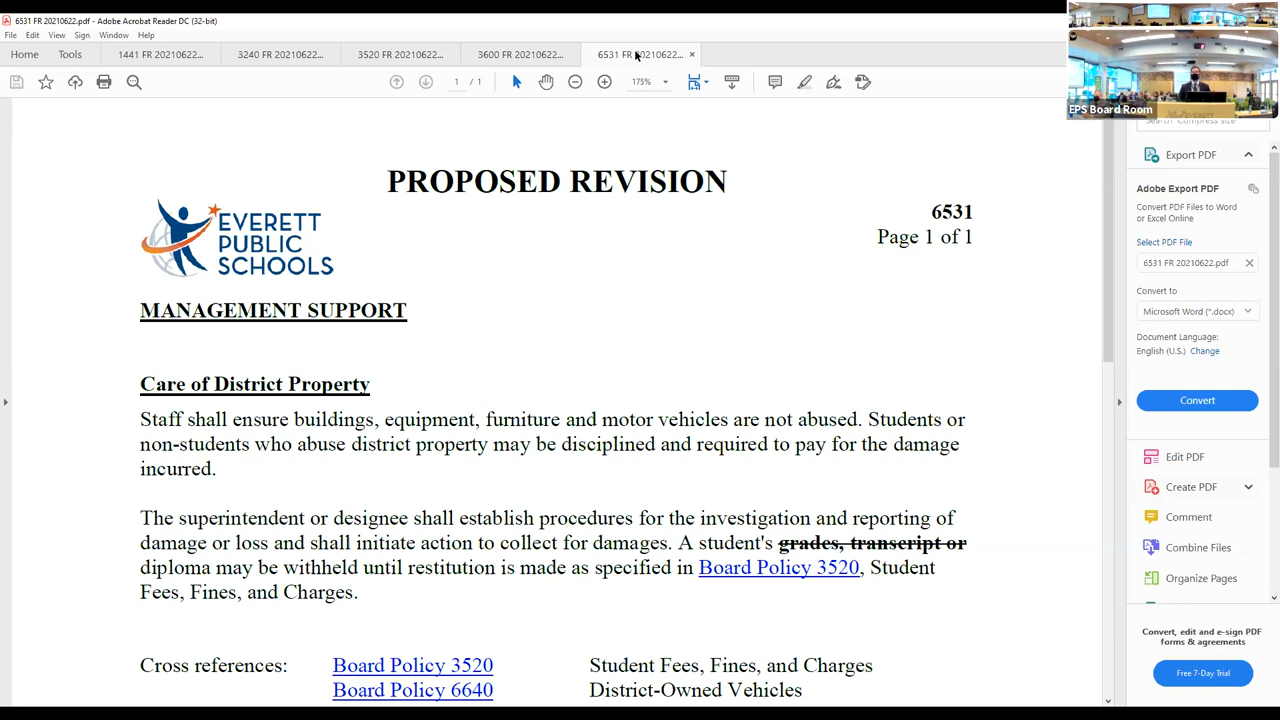 6531 FR 20210622.pdf - Adobe Acrobat Reader DC (32-bit)
File Edit View Sign Window Help
Home Tools 1441 FR 20210622... 3240 FR 20210622... 3520 FR 2021062... 3600 FR 2021062... 6531 FR 20210622... ×
1 / 1 175%
EPS Board Room
PROPOSED REVISION
EVERETT
PUBLIC
SCHOOLS
6531
Page 1 of 1
MANAGEMENT SUPPORT
Care of District Property
Staff shall ensure buildings, equipment, furniture and motor vehicles are not abused. Students or
non-students who abuse district property may be disciplined and required to pay for the damage
incurred.
The superintendent or designee shall establish procedures for the investigation and reporting of
damage or loss and shall initiate action to collect for damages. A student's grades, transcript or
diploma may be withheld until restitution is made as specified in Board Policy 3520, Student
Fees, Fines, and Charges.
Cross references: Board Policy 3520 Student Fees, Fines, and Charges
Board Policy 6640 District-Owned Vehicles
Export PDF
Adobe Export PDF
Convert PDF Files to Word
or Excel Online
Select PDF File
6531 FR 20210622.pdf
Convert to
Microsoft Word (*.docx)
Document Language:
English (U.S.) Change
Convert
Edit PDF
Create PDF
Comment
Combine Files
Organize Pages
Convert, edit and e-sign PDF
forms & agreements
Free 7-Day Trial